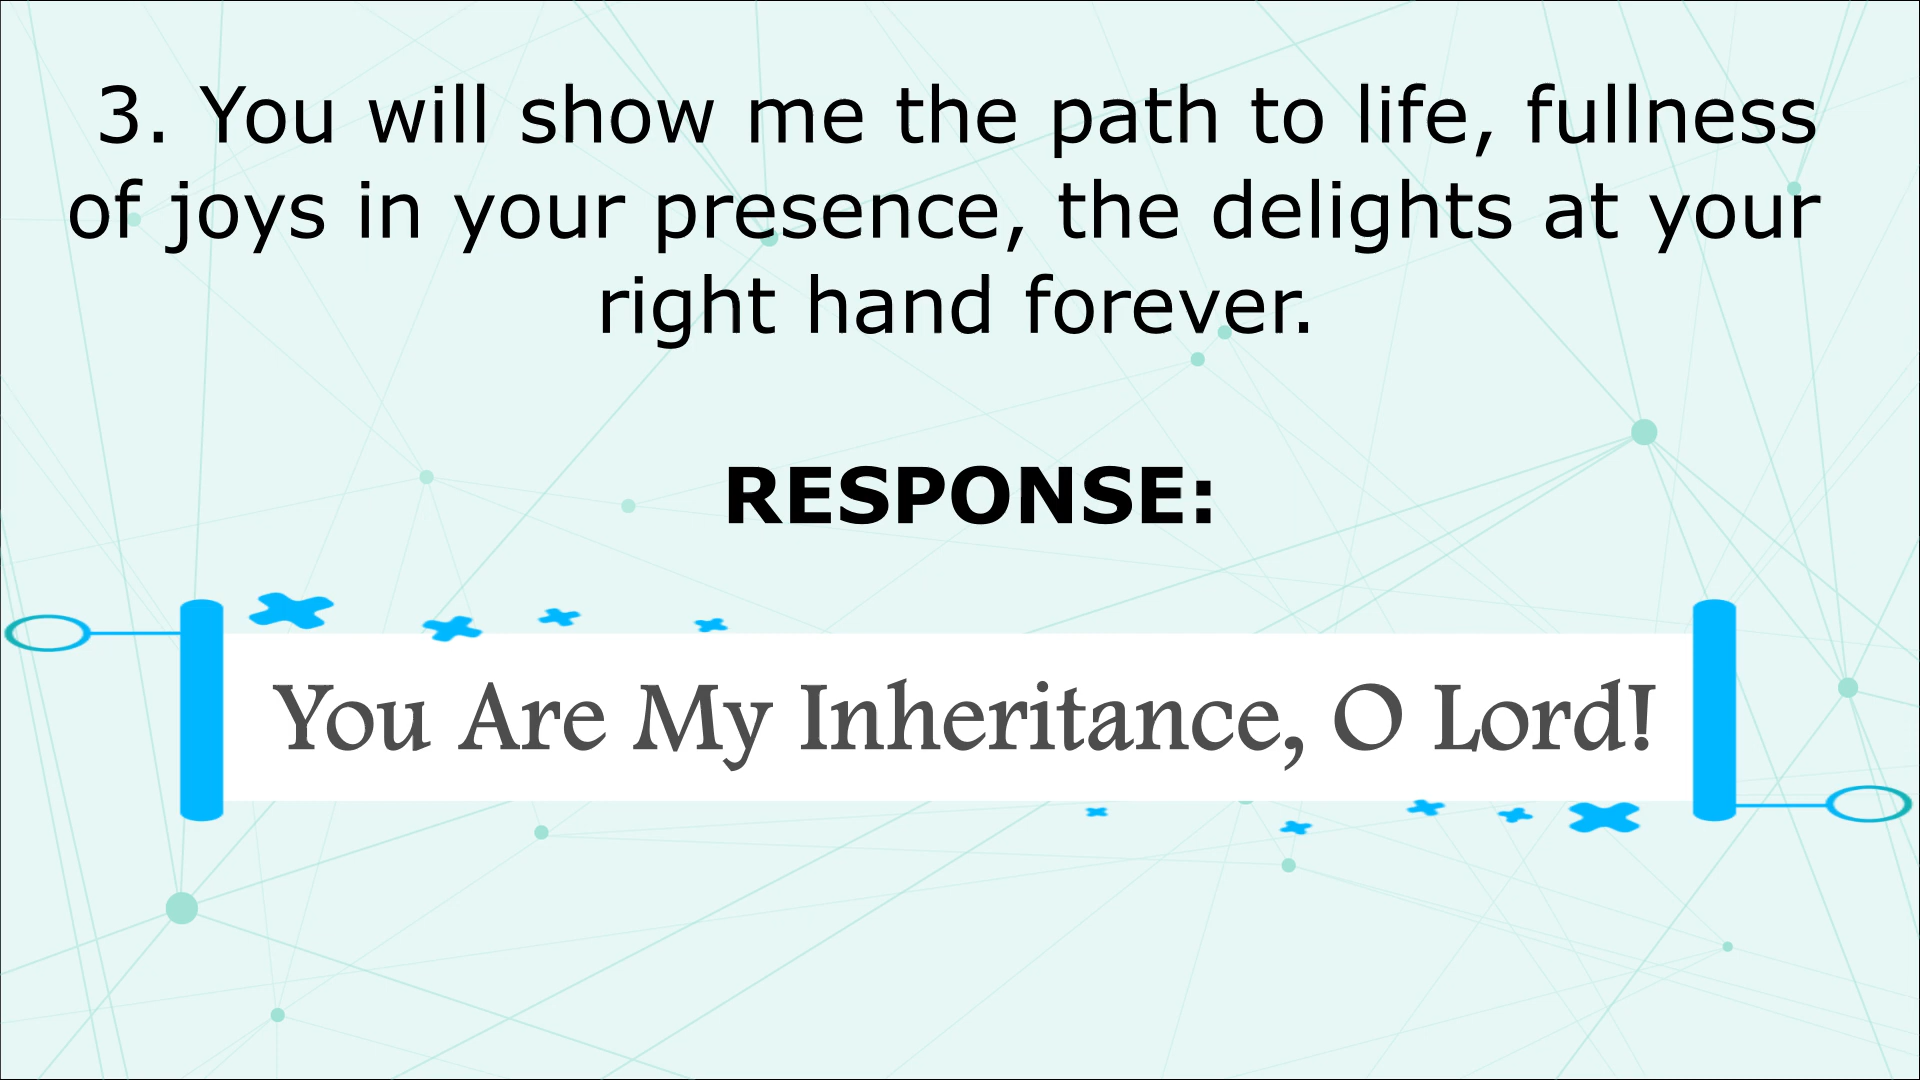 3. You will show me the path to life, fullness
of joys in your presence, the delights at your
right hand forever.
RESPONSE:
You Are My Inheritance, O Lord!